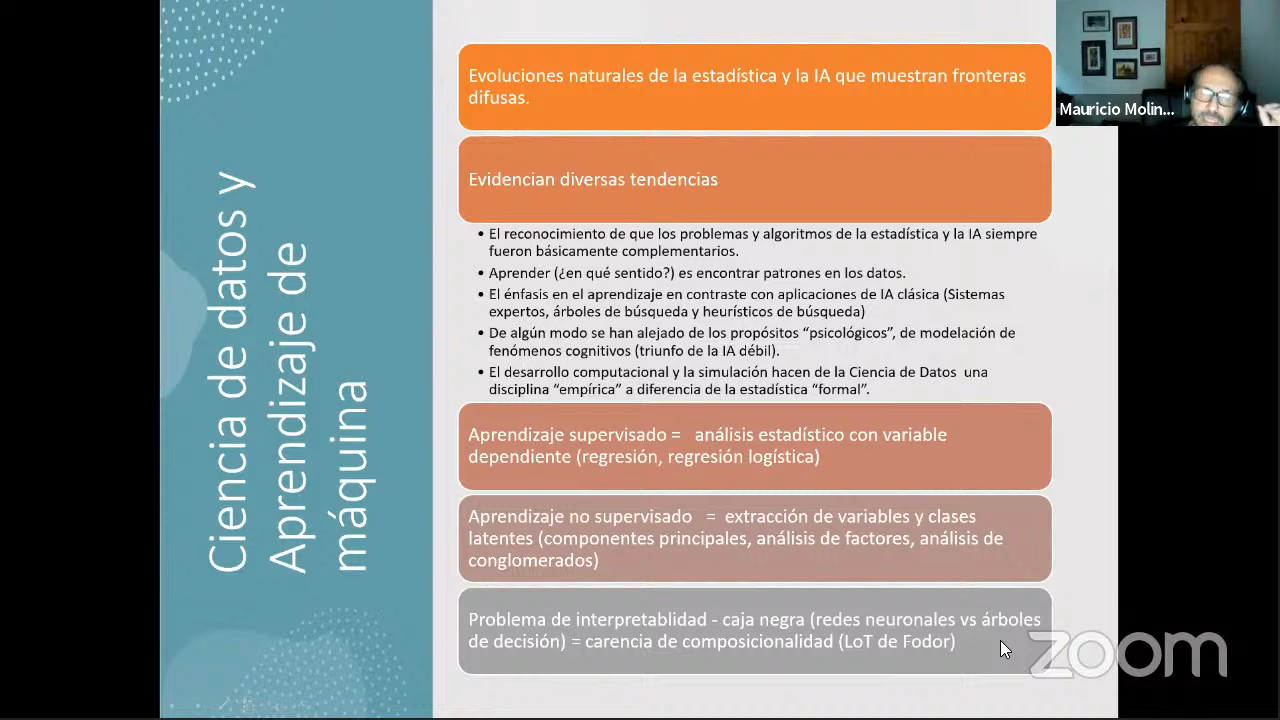 Ciencia de datos y
Aprendizaje de
máquina
Evoluciones naturales de la estadística y la IA que muestran fronteras
difusas.
Evidencian diversas tendencias
• El reconocimiento de que los problemas y algoritmos de la estadística y la IA siempre
fueron básicamente complementarios.
• Aprender (¿en qué sentido?) es encontrar patrones en los datos.
• El énfasis en el aprendizaje en contraste con aplicaciones de IA clásica (Sistemas
expertos, árboles de búsqueda y heurísticos de búsqueda)
• De algún modo se han alejado de los propósitos “psicológicos”, de modelación de
fenómenos cognitivos (triunfo de la IA débil).
• El desarrollo computacional y la simulación hacen de la Ciencia de Datos una
disciplina “empírica” a diferencia de la estadística “formal”.
Aprendizaje supervisado = análisis estadístico con variable
dependiente (regresión, regresión logística)
Aprendizaje no supervisado = extracción de variables y clases
latentes (componentes principales, análisis de factores, análisis de
conglomerados)
Problema de interpretablidad - caja negra (redes neuronales vs árboles
de decisión) = carencia de composicionalidad (LoT de Fodor)
Mauricio Molin...
zoom